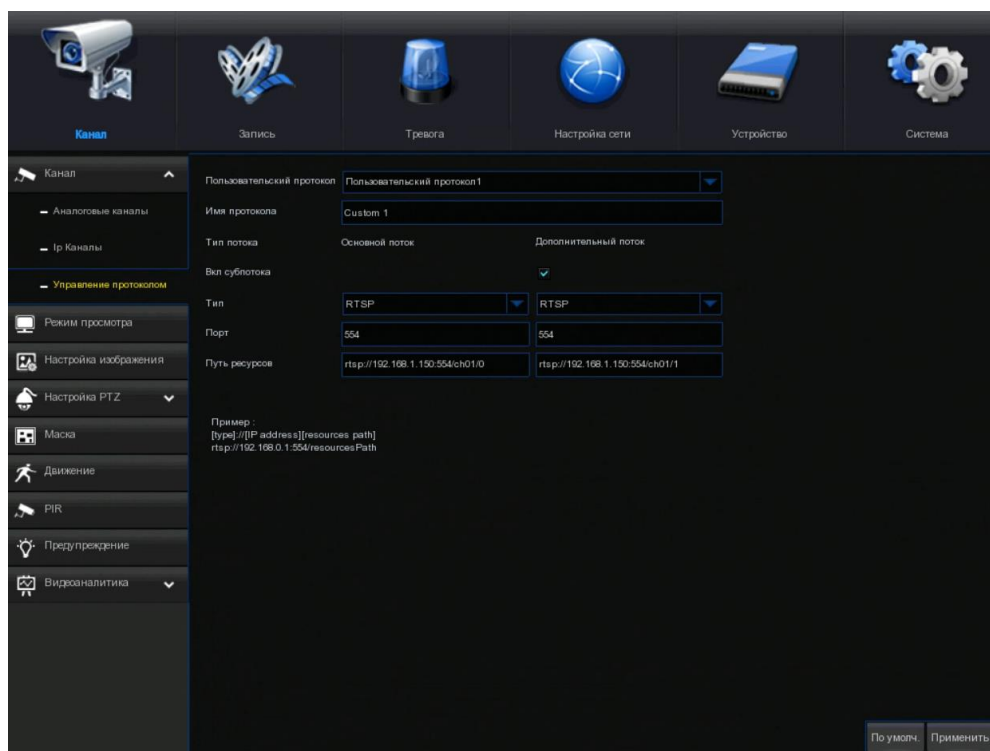 Канал
Запись
Тревога
Настройка сети
Устройство
Система
Канал
Аналоговые каналы
Ip Каналы
Управление протоколом
Режим просмотра
Настройка изображения
Настройка PTZ
Маска
Движение
PIR
Предупреждение
Видеоаналитика
Пользовательский протокол Пользовательский протокол1
Имя протокола Custom 1
Тип потока Основной поток Дополнительный поток
Вкл субпотока
Тип RTSP RTSP
Порт 554 554
Путь ресурсов rtsp://192.168.1.150:554/ch01/0 rtsp://192.168.1.150:554/ch01/1
Пример :
[type]://[IP address][resources path]
rtsp://192.168.0.1:554/resourcesPath
По умолч. Применить